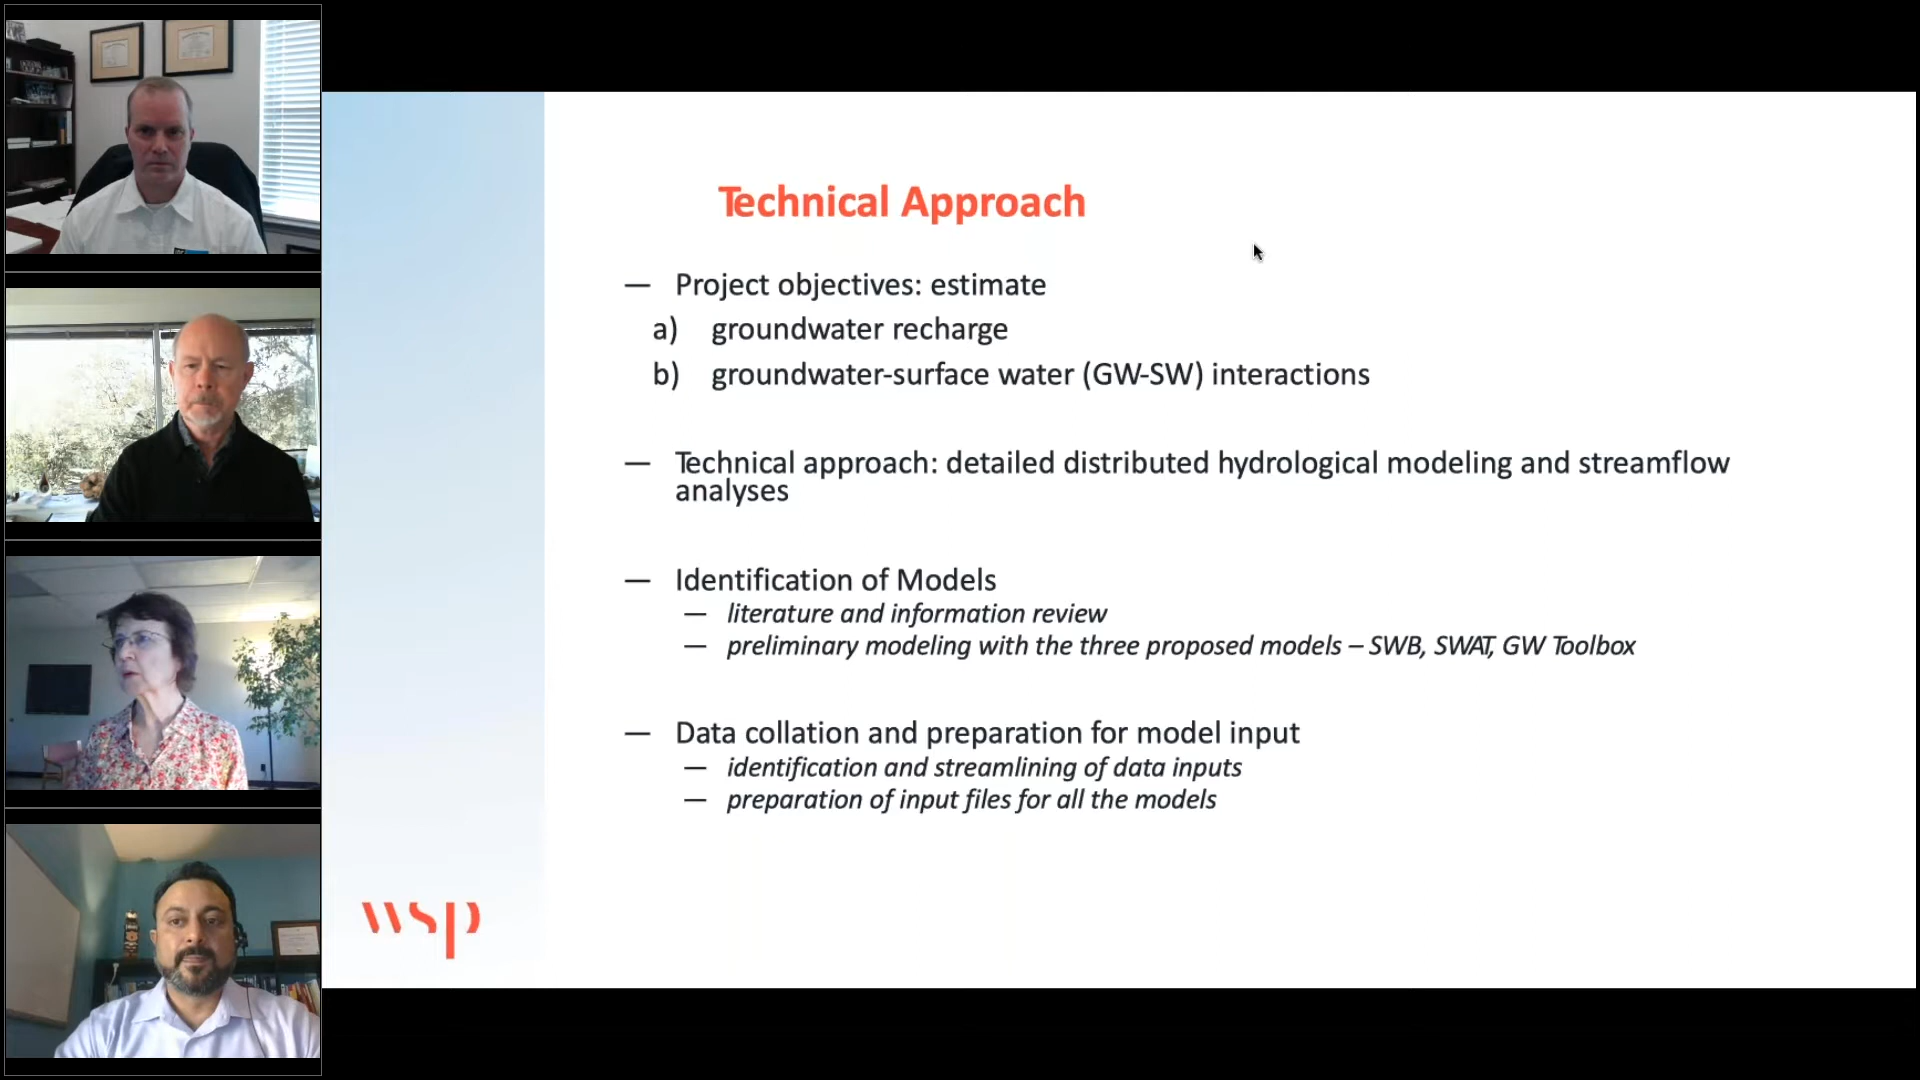 Technical Approach
— Project objectives: estimate
a) groundwater recharge
b) groundwater-surface water (GW-SW) interactions
— Technical approach: detailed distributed hydrological modeling and streamflow
analyses
— Identification of Models
— literature and information review
— preliminary modeling with the three proposed models – SWB, SWAT, GW Toolbox
— Data collation and preparation for model input
— identification and streamlining of data inputs
— preparation of input files for all the models
wsp